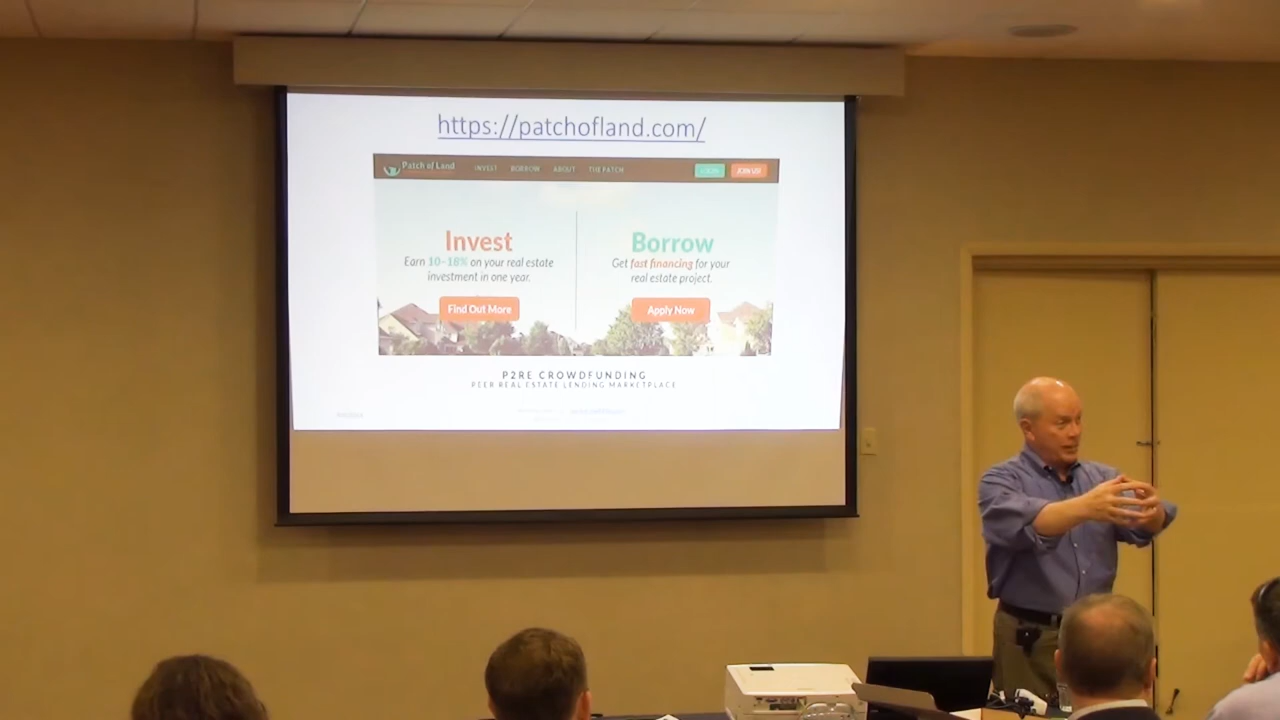 https://patchofland.com/
Patch of Land INVEST BORROW ABOUT THE PATCH LOGIN JOIN US!
Invest
Earn 10-18% on your real estate
investment in one year.
Find Out More
Borrow
Get fast financing for your
real estate project.
Apply Now
P2RE CROWDFUNDING
PEER REAL ESTATE LENDING MARKETPLACE